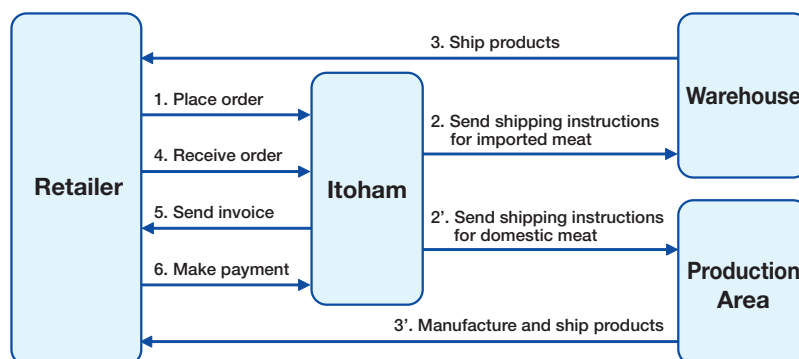 3. Ship products
Retailer
1. Place order
4. Receive order
5. Send invoice
6. Make payment
Itoham
2. Send shipping instructions
for imported meat
2'. Send shipping instructions
for domestic meat
Warehouse
Production
Area
3'. Manufacture and ship products